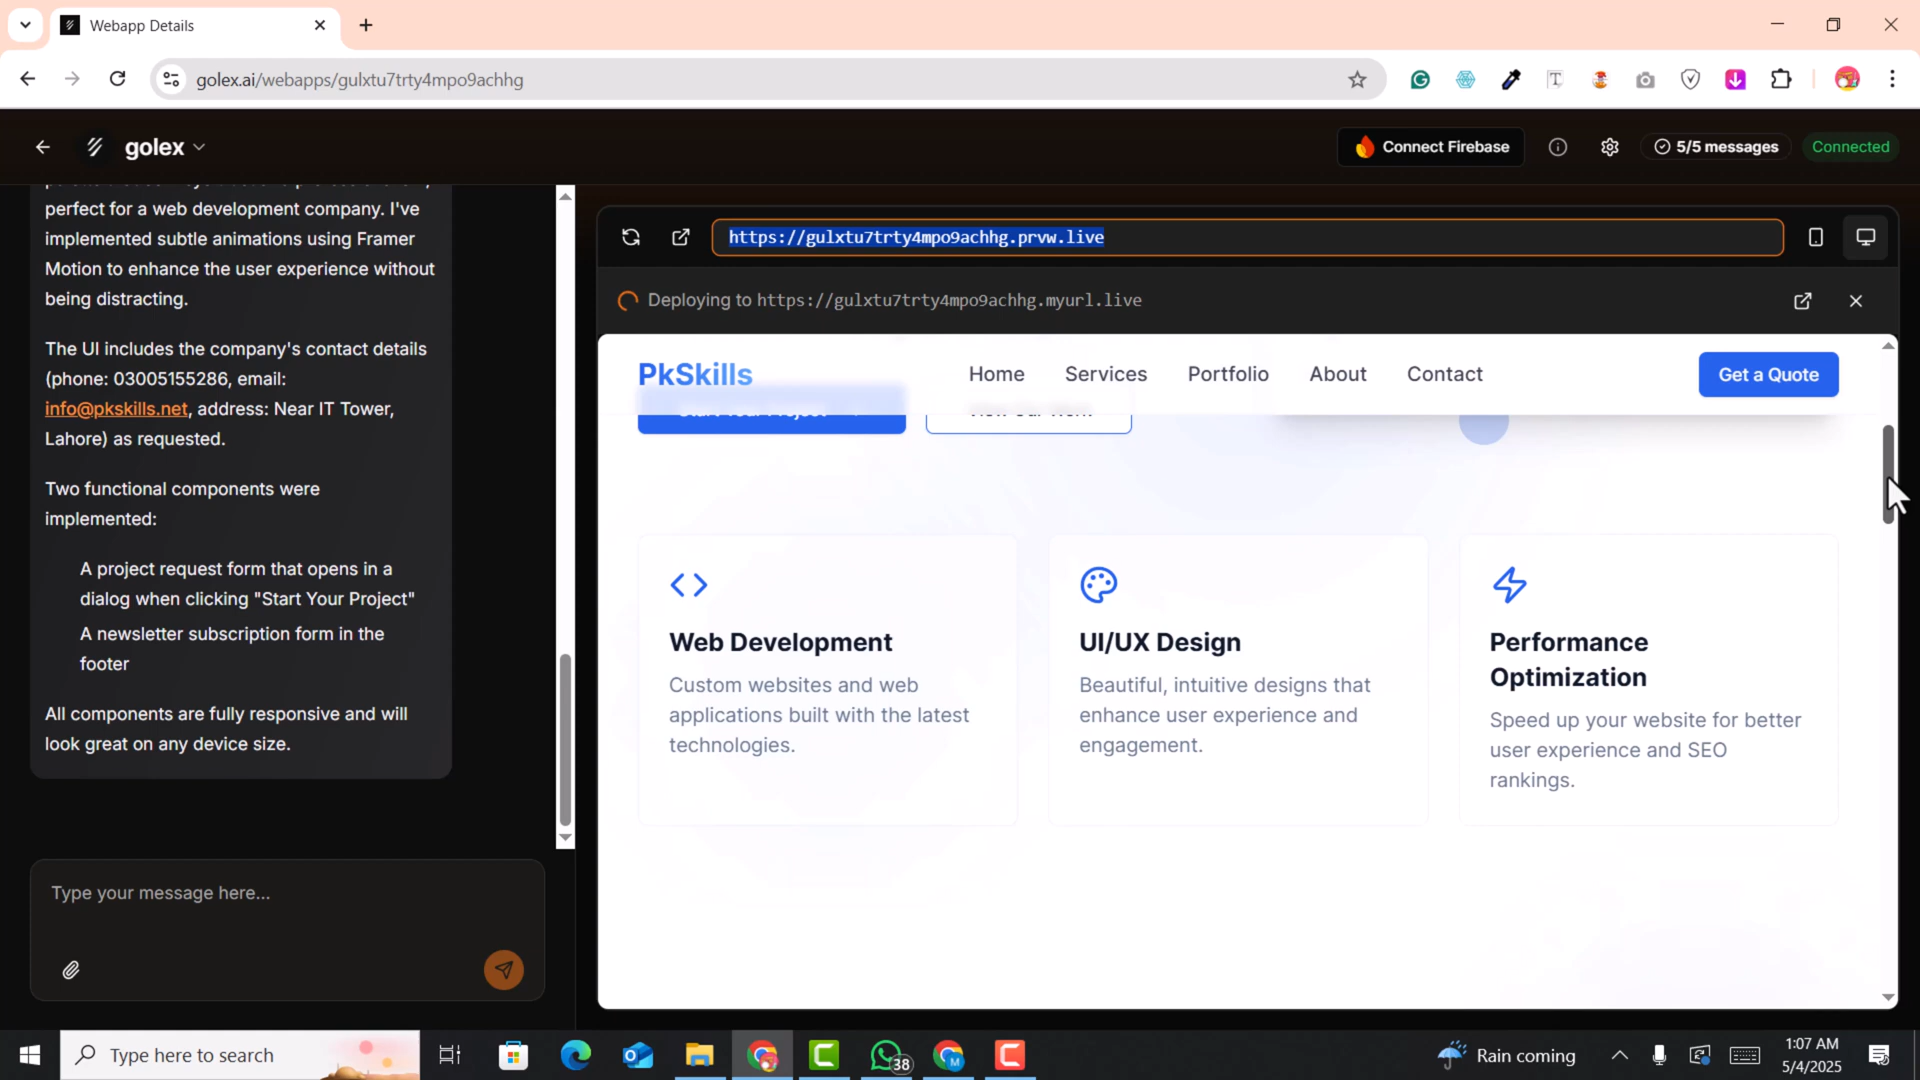 Webapp Details
golex.ai/webapps/gulxtu7trty4mpo9achhg
golex
Connect Firebase
5/5 messages
Connected
perfect for a web development company. I've
implemented subtle animations using Framer
Motion to enhance the user experience without
being distracting.
The UI includes the company's contact details
(phone: 03005155286, email:
info@pkskills.net, address: Near IT Tower,
Lahore) as requested.
Two functional components were
implemented:
A project request form that opens in a
dialog when clicking "Start Your Project"
A newsletter subscription form in the
footer
All components are fully responsive and will
look great on any device size.
Type your message here...
https://gulxtu7trty4mpo9achhg.prvw.live
Deploying to https://gulxtu7trty4mpo9achhg.myurl.live
PkSkills
Home
Services
Portfolio
About
Contact
Get a Quote
Web Development
Custom websites and web
applications built with the latest
technologies.
UI/UX Design
Beautiful, intuitive designs that
enhance user experience and
engagement.
Performance
Optimization
Speed up your website for better
user experience and SEO
rankings.
Type here to search
38
Rain coming
1:07 AM
5/4/2025